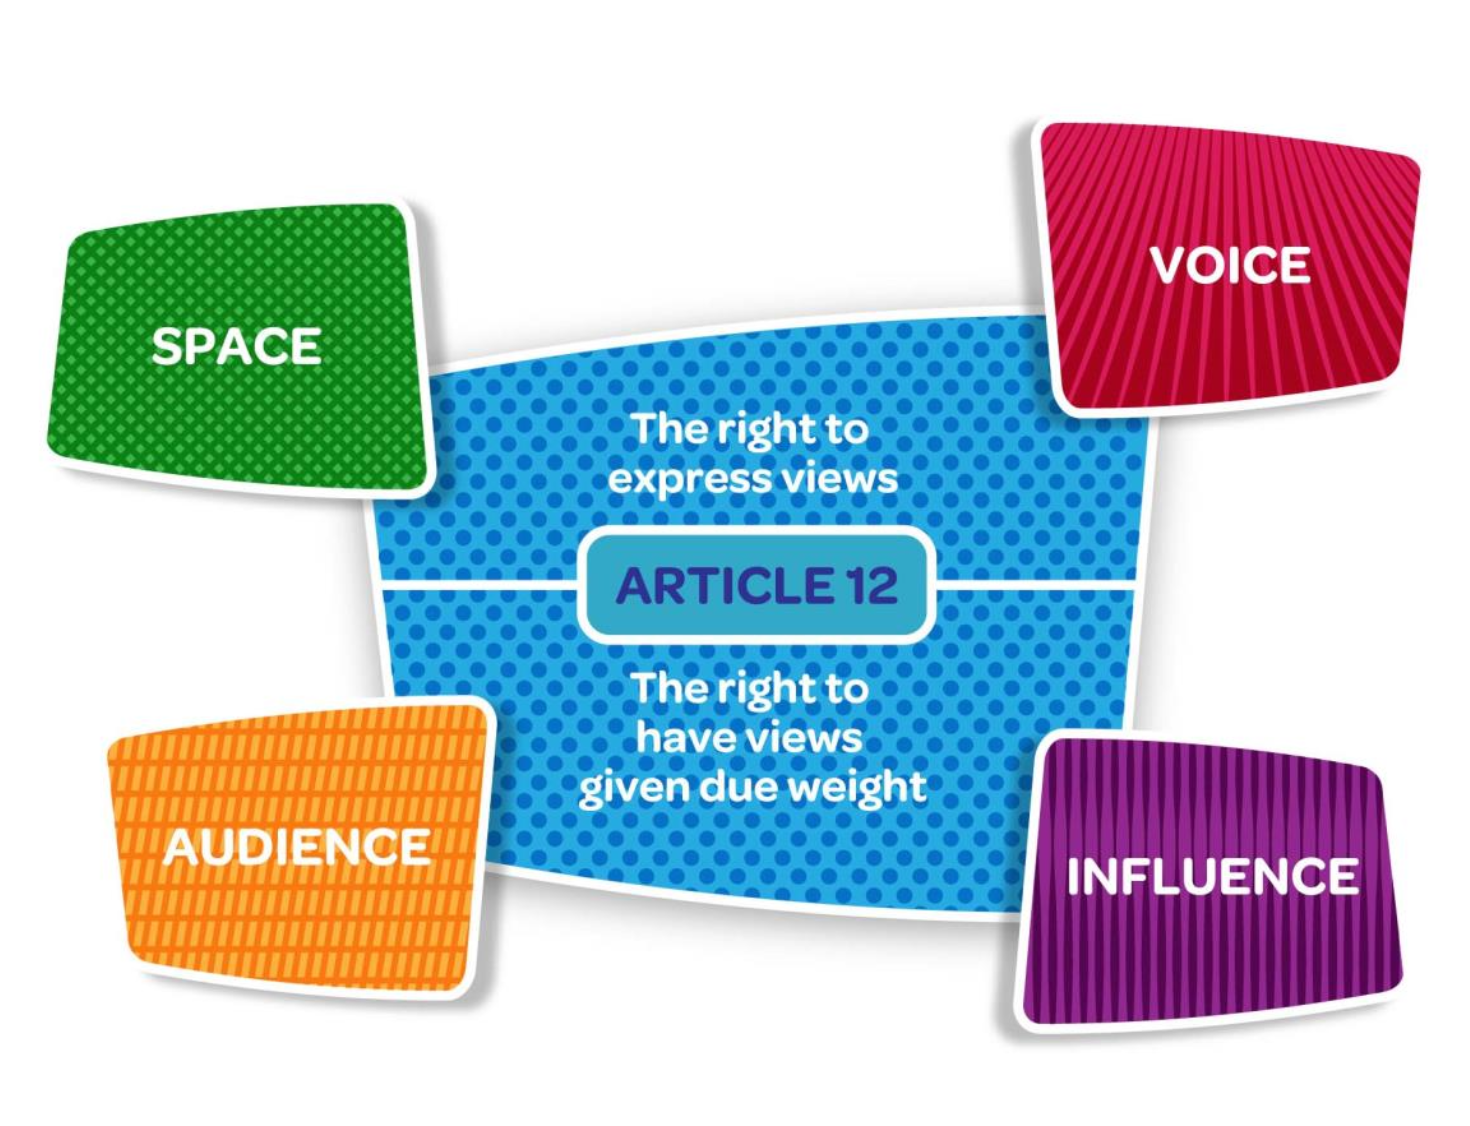 SPACE
VOICE
The right to
express views
ARTICLE 12
The right to
have views
given due weight
AUDIENCE
INFLUENCE